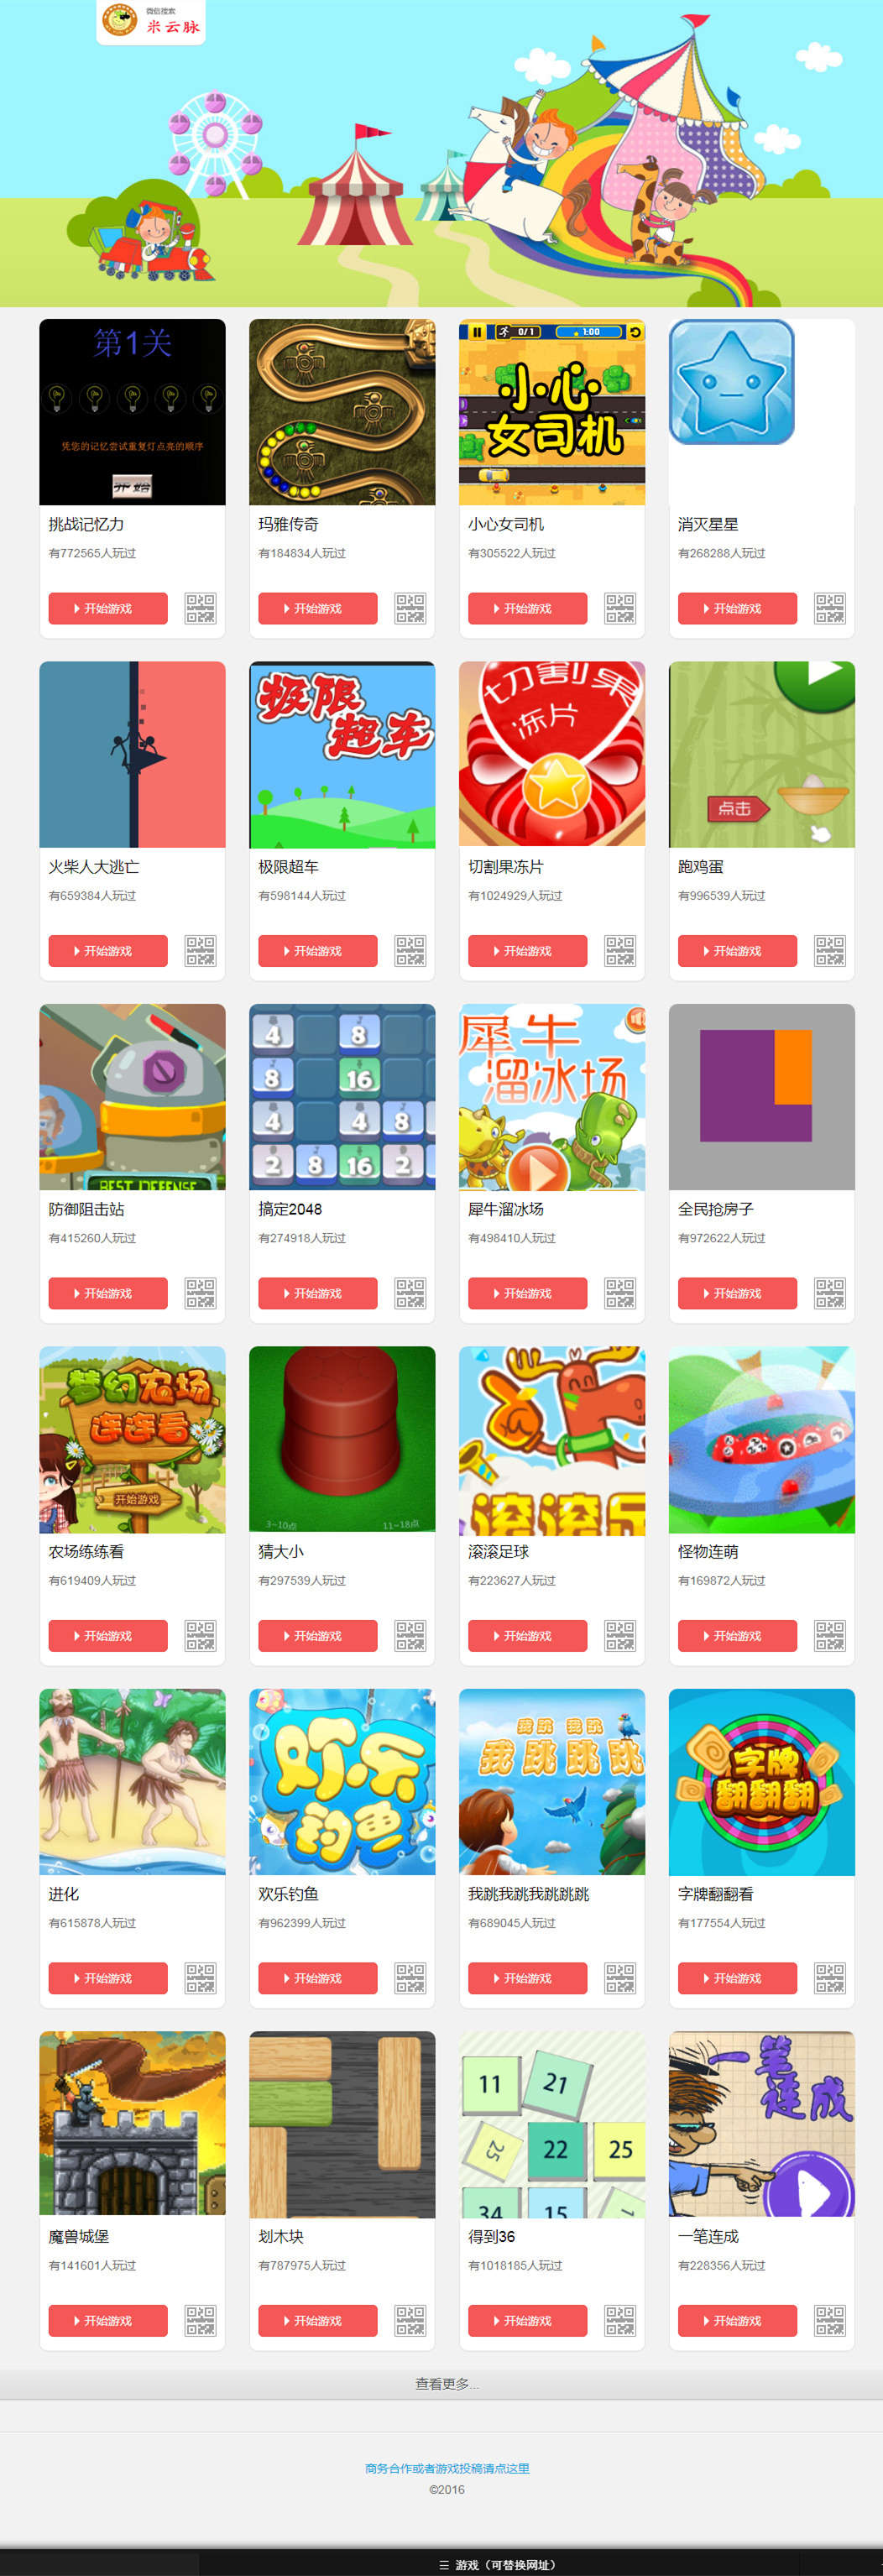 微信搜索
米云脉
第1关
凭您的记忆尝试重复灯点亮的顺序
开始
0/1
1:00
小心
女司机
挑战记忆力
玛雅传奇
小心女司机
消灭星星
有772565人玩过
有184834人玩过
有305522人玩过
有268288人玩过
开始游戏
开始游戏
开始游戏
开始游戏
极限
超车
切割果
冻片
点击
火柴人大逃亡
极限超车
切割果冻片
跑鸡蛋
有659384人玩过
有598144人玩过
有1024929人玩过
有996539人玩过
开始游戏
开始游戏
开始游戏
开始游戏
BEST DEFENSE
4 8
8 16
4 4 8
2 8 16 2
犀牛
溜冰场
防御阻击站
搞定2048
犀牛溜冰场
全民抢房子
有415260人玩过
有274918人玩过
有498410人玩过
有972622人玩过
开始游戏
开始游戏
开始游戏
开始游戏
梦幻农场
连连看
开始游戏
3~10点
11~18点
滚滚足
农场练练看
猜大小
滚滚足球
怪物连萌
有619409人玩过
有297539人玩过
有223627人玩过
有169872人玩过
开始游戏
开始游戏
开始游戏
开始游戏
欢乐
钓鱼
我跳 我跳
我跳跳跳
字牌
翻翻翻
进化
欢乐钓鱼
我跳我跳我跳跳跳
字牌翻翻看
有615878人玩过
有962399人玩过
有689045人玩过
有177554人玩过
开始游戏
开始游戏
开始游戏
开始游戏
11 21
25 22 25
34 15
一笔
连成
魔兽城堡
划木块
得到36
一笔连成
有141601人玩过
有787975人玩过
有1018185人玩过
有228356人玩过
开始游戏
开始游戏
开始游戏
开始游戏
查看更多...
商务合作或者游戏投稿请点这里
©2016
游戏（可替换网址）